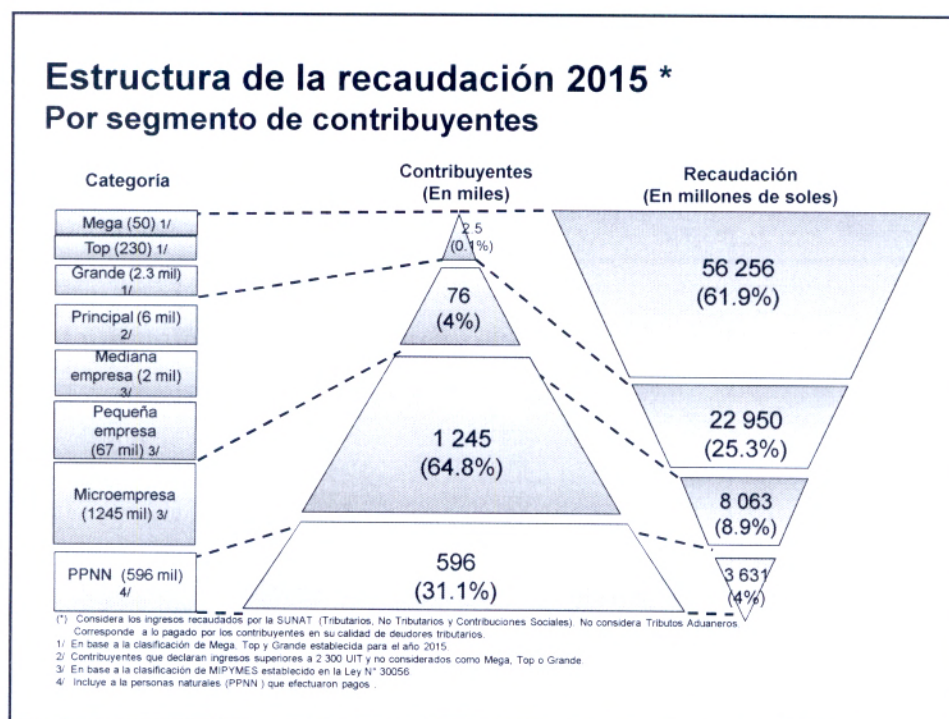 Estructura de la recaudación 2015 *
Por segmento de contribuyentes
Categoría
Contribuyentes
(En miles)
Recaudación
(En millones de soles)
Mega (50) 1/
Top (230) 1/
Grande (2.3 mil)
1/
Principal (6 mil)
2/
Mediana
empresa (2 mil)
3/
Pequeña
empresa
(67 mil) 3/
Microempresa
(1245 mil) 3/
PPNN (596 mil)
4/
2.5
(0.1%)
76
(4%)
1 245
(64.8%)
596
(31.1%)
56 256
(61.9%)
22 950
(25.3%)
8 063
(8.9%)
3 631
(4%)
(*) Considera los ingresos recaudados por la SUNAT (Tributarios, No Tributarios y Contribuciones Sociales). No considera Tributos Aduaneros.
Corresponde a lo pagado por los contribuyentes en su calidad de deudores tributarios.
1/ En base a la clasificación de Mega, Top y Grande establecida para el año 2015.
2/ Contribuyentes que declaran ingresos superiores a 2 300 UIT y no considerados como Mega, Top o Grande.
3/ En base a la clasificación de MIPYMES establecido en la Ley N° 30056
4/ Incluye a la personas naturales (PPNN ) que efectuaron pagos .